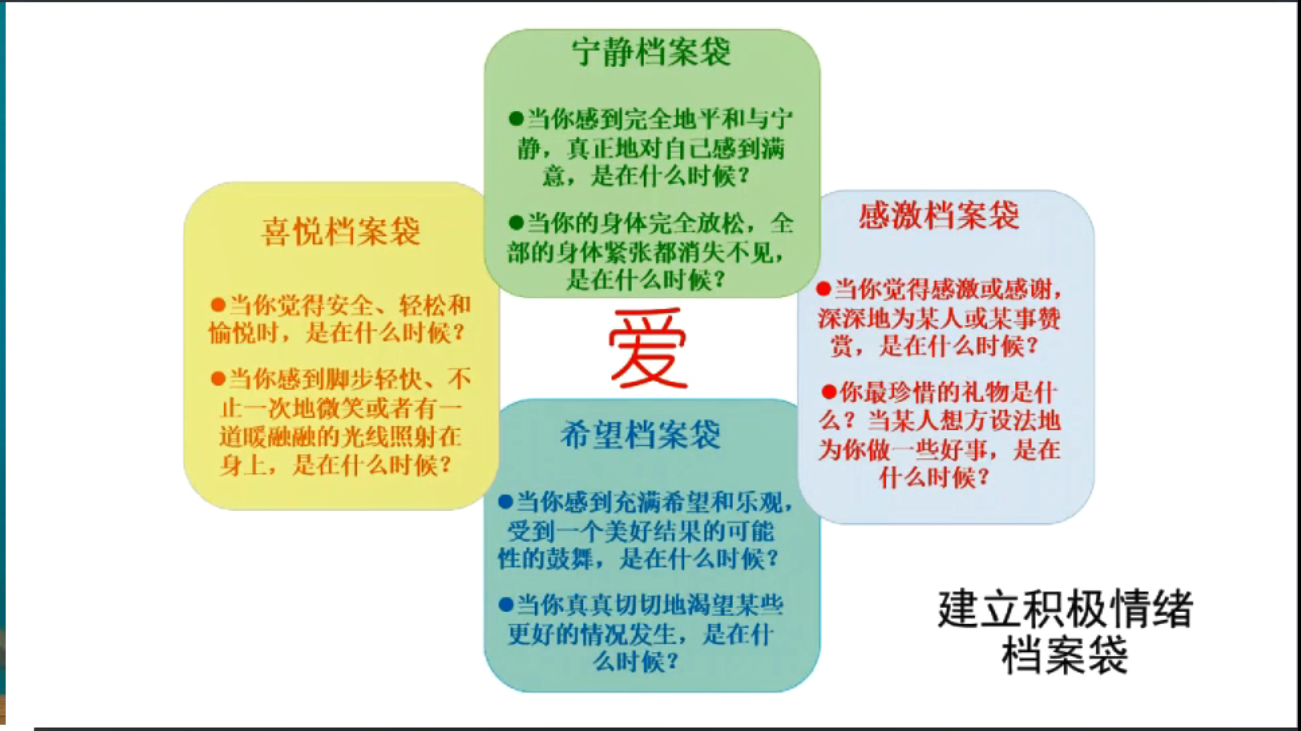 宁静档案袋
●当你感到完全地平和与宁
静，真正地对自己感到满
意，是在什么时候？
●当你的身体完全放松，全
部的身体紧张都消失不见，
是在什么时候？
喜悦档案袋
●当你觉得安全、轻松和
愉悦时，是在什么时候？
●当你感到脚步轻快、不
止一次地微笑或者有一
道暖融融的光线照射在
身上，是在什么时候？
爱
感激档案袋
●当你觉得感激或感谢，
深深地为某人或某事赞
赏，是在什么时候？
●你最珍惜的礼物是什
么？当某人想方设法地
为你做一些好事，是在
什么时候？
希望档案袋
●当你感到充满希望和乐观，
受到一个美好结果的可能
性的鼓舞，是在什么时候？
●当你真真切切地渴望某些
更好的情况发生，是在什
么时候？
建立积极情绪
档案袋